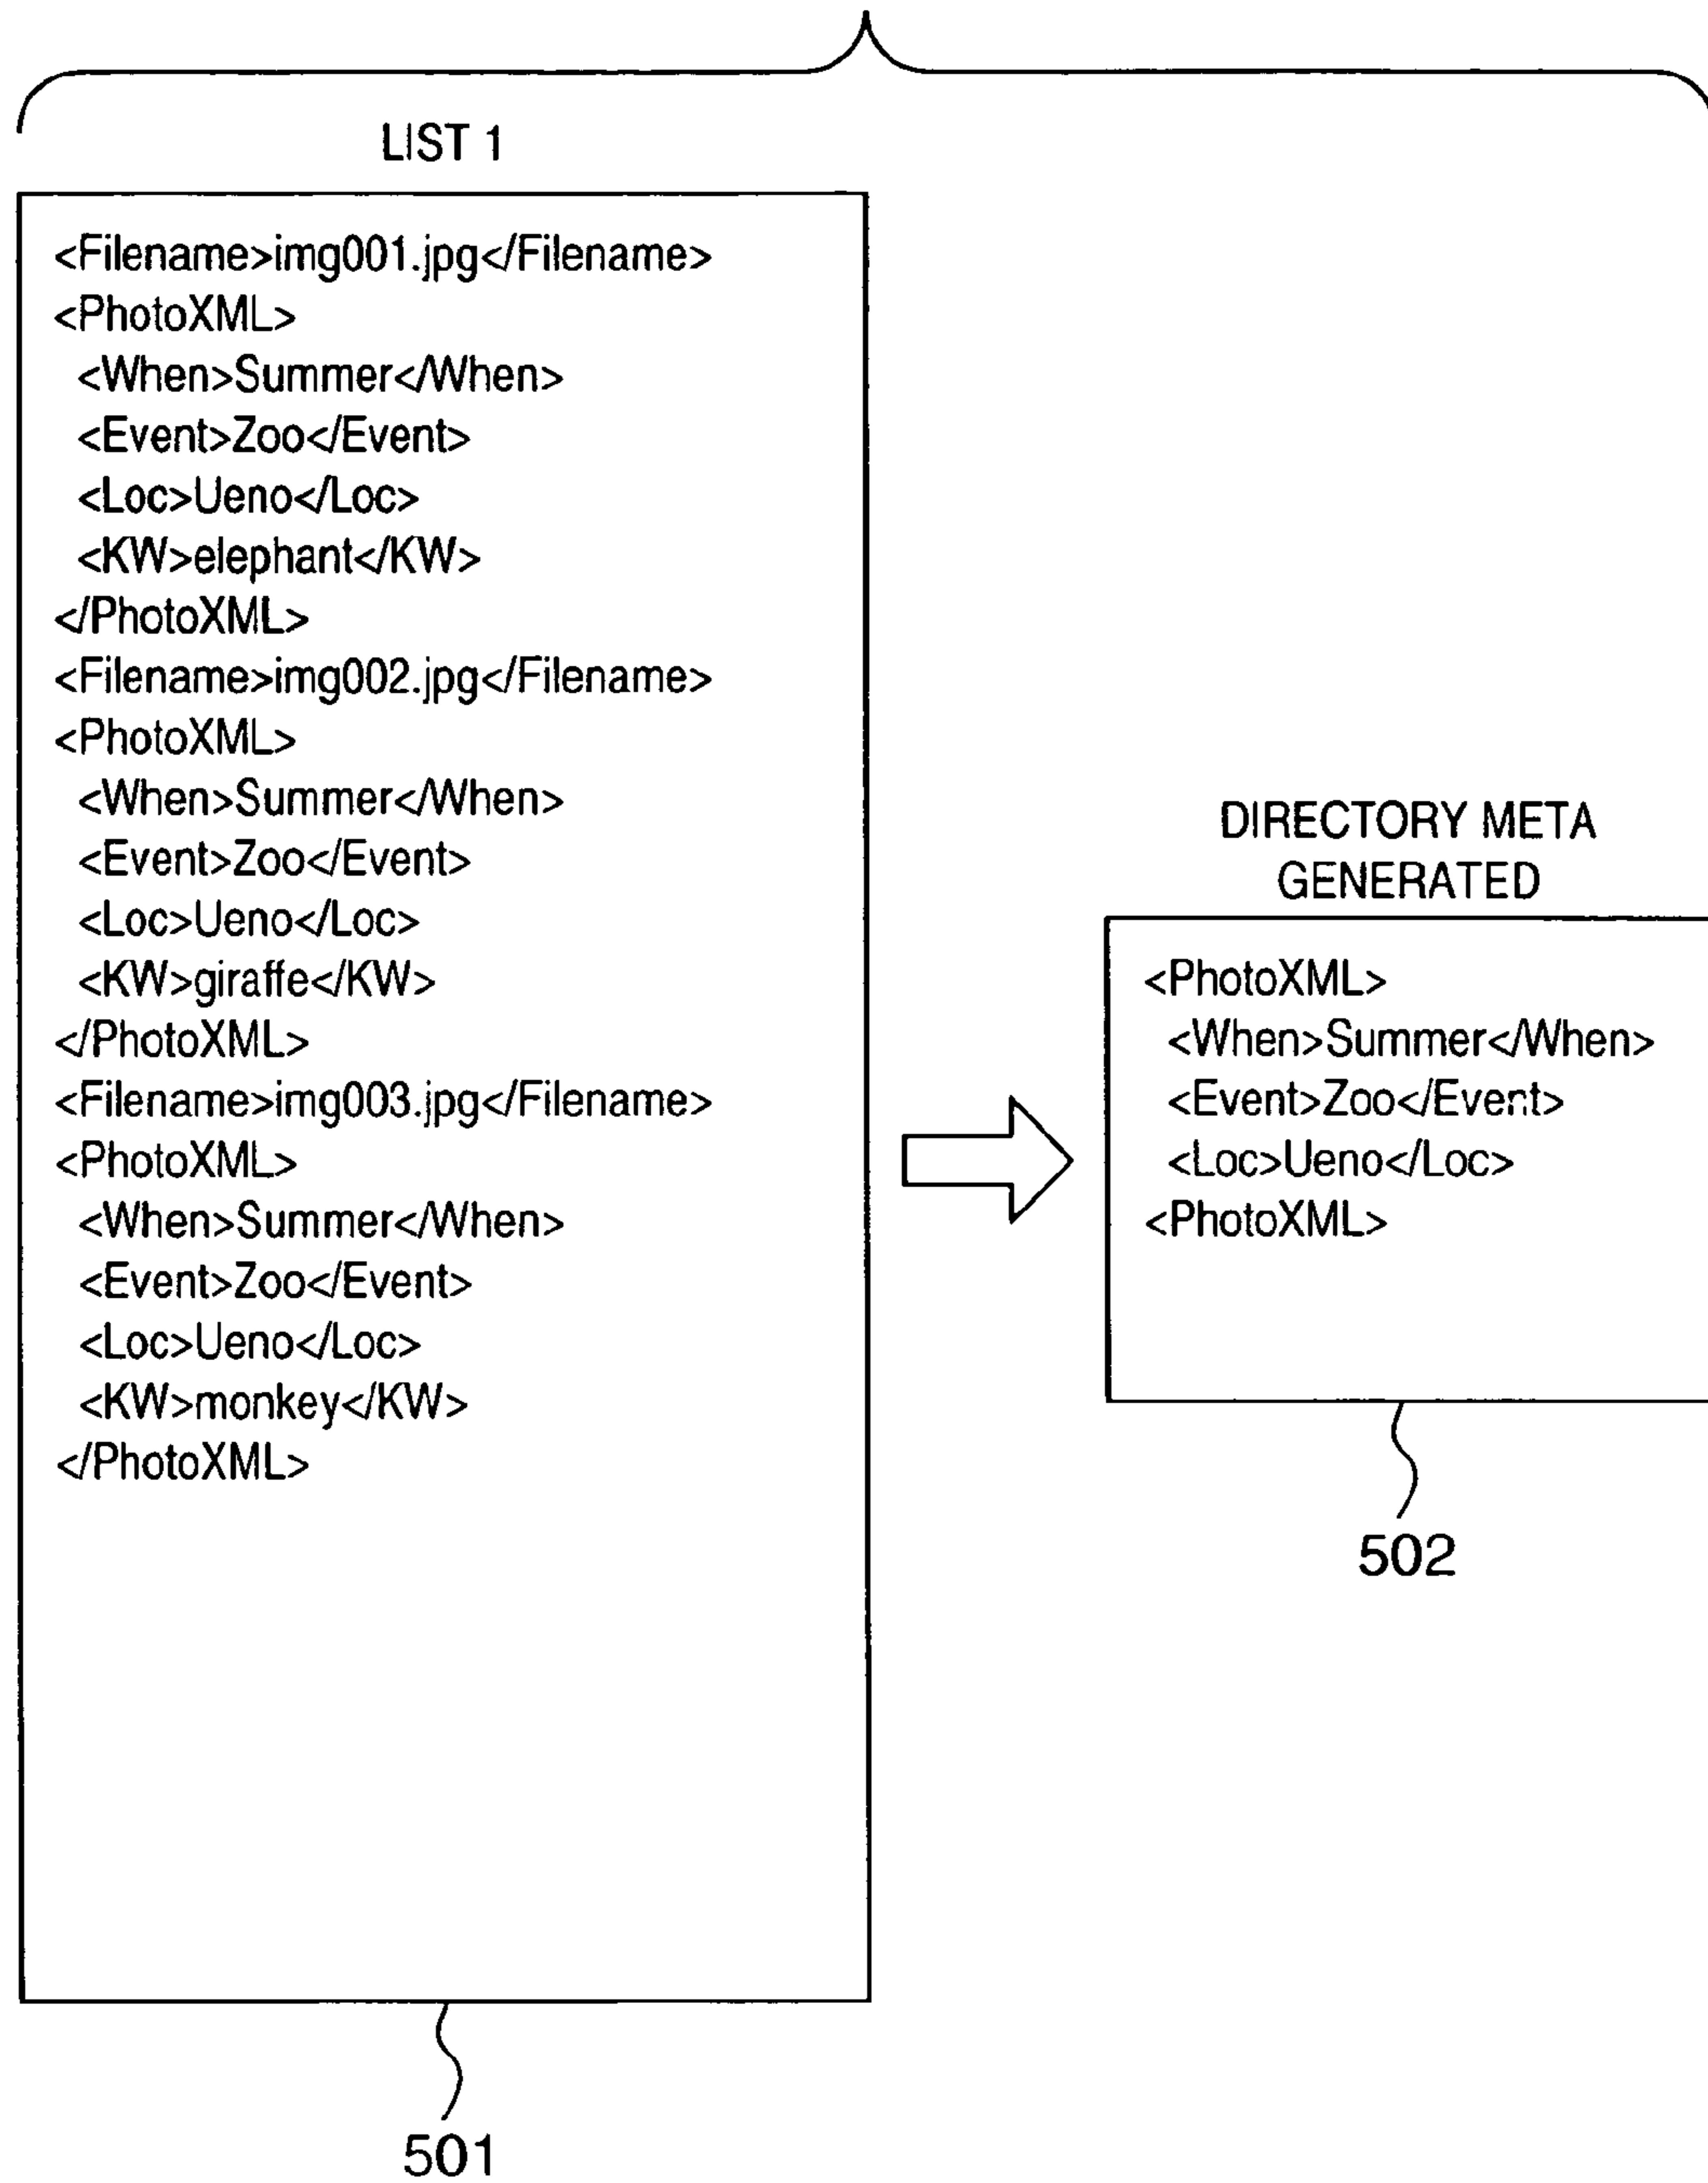 LIST 1
<Filename>img001.jpg</Filename>
<PhotoXML>
<When>Summer</When>
<Event>Zoo</Event>
<Loc>Ueno</Loc>
<KW>elephant</KW>
</PhotoXML>
<Filename>img002.jpg</Filename>
<PhotoXML>
<When>Summer</When>
<Event>Zoo</Event>
<Loc>Ueno</Loc>
<KW>giraffe</KW>
</PhotoXML>
<Filename>img003.jpg</Filename>
<PhotoXML>
<When>Summer</When>
<Event>Zoo</Event>
<Loc>Ueno</Loc>
<KW>monkey</KW>
</PhotoXML>
501
DIRECTORY META
GENERATED
<PhotoXML>
<When>Summer</When>
<Event>Zoo</Event>
<Loc>Ueno</Loc>
<PhotoXML>
502